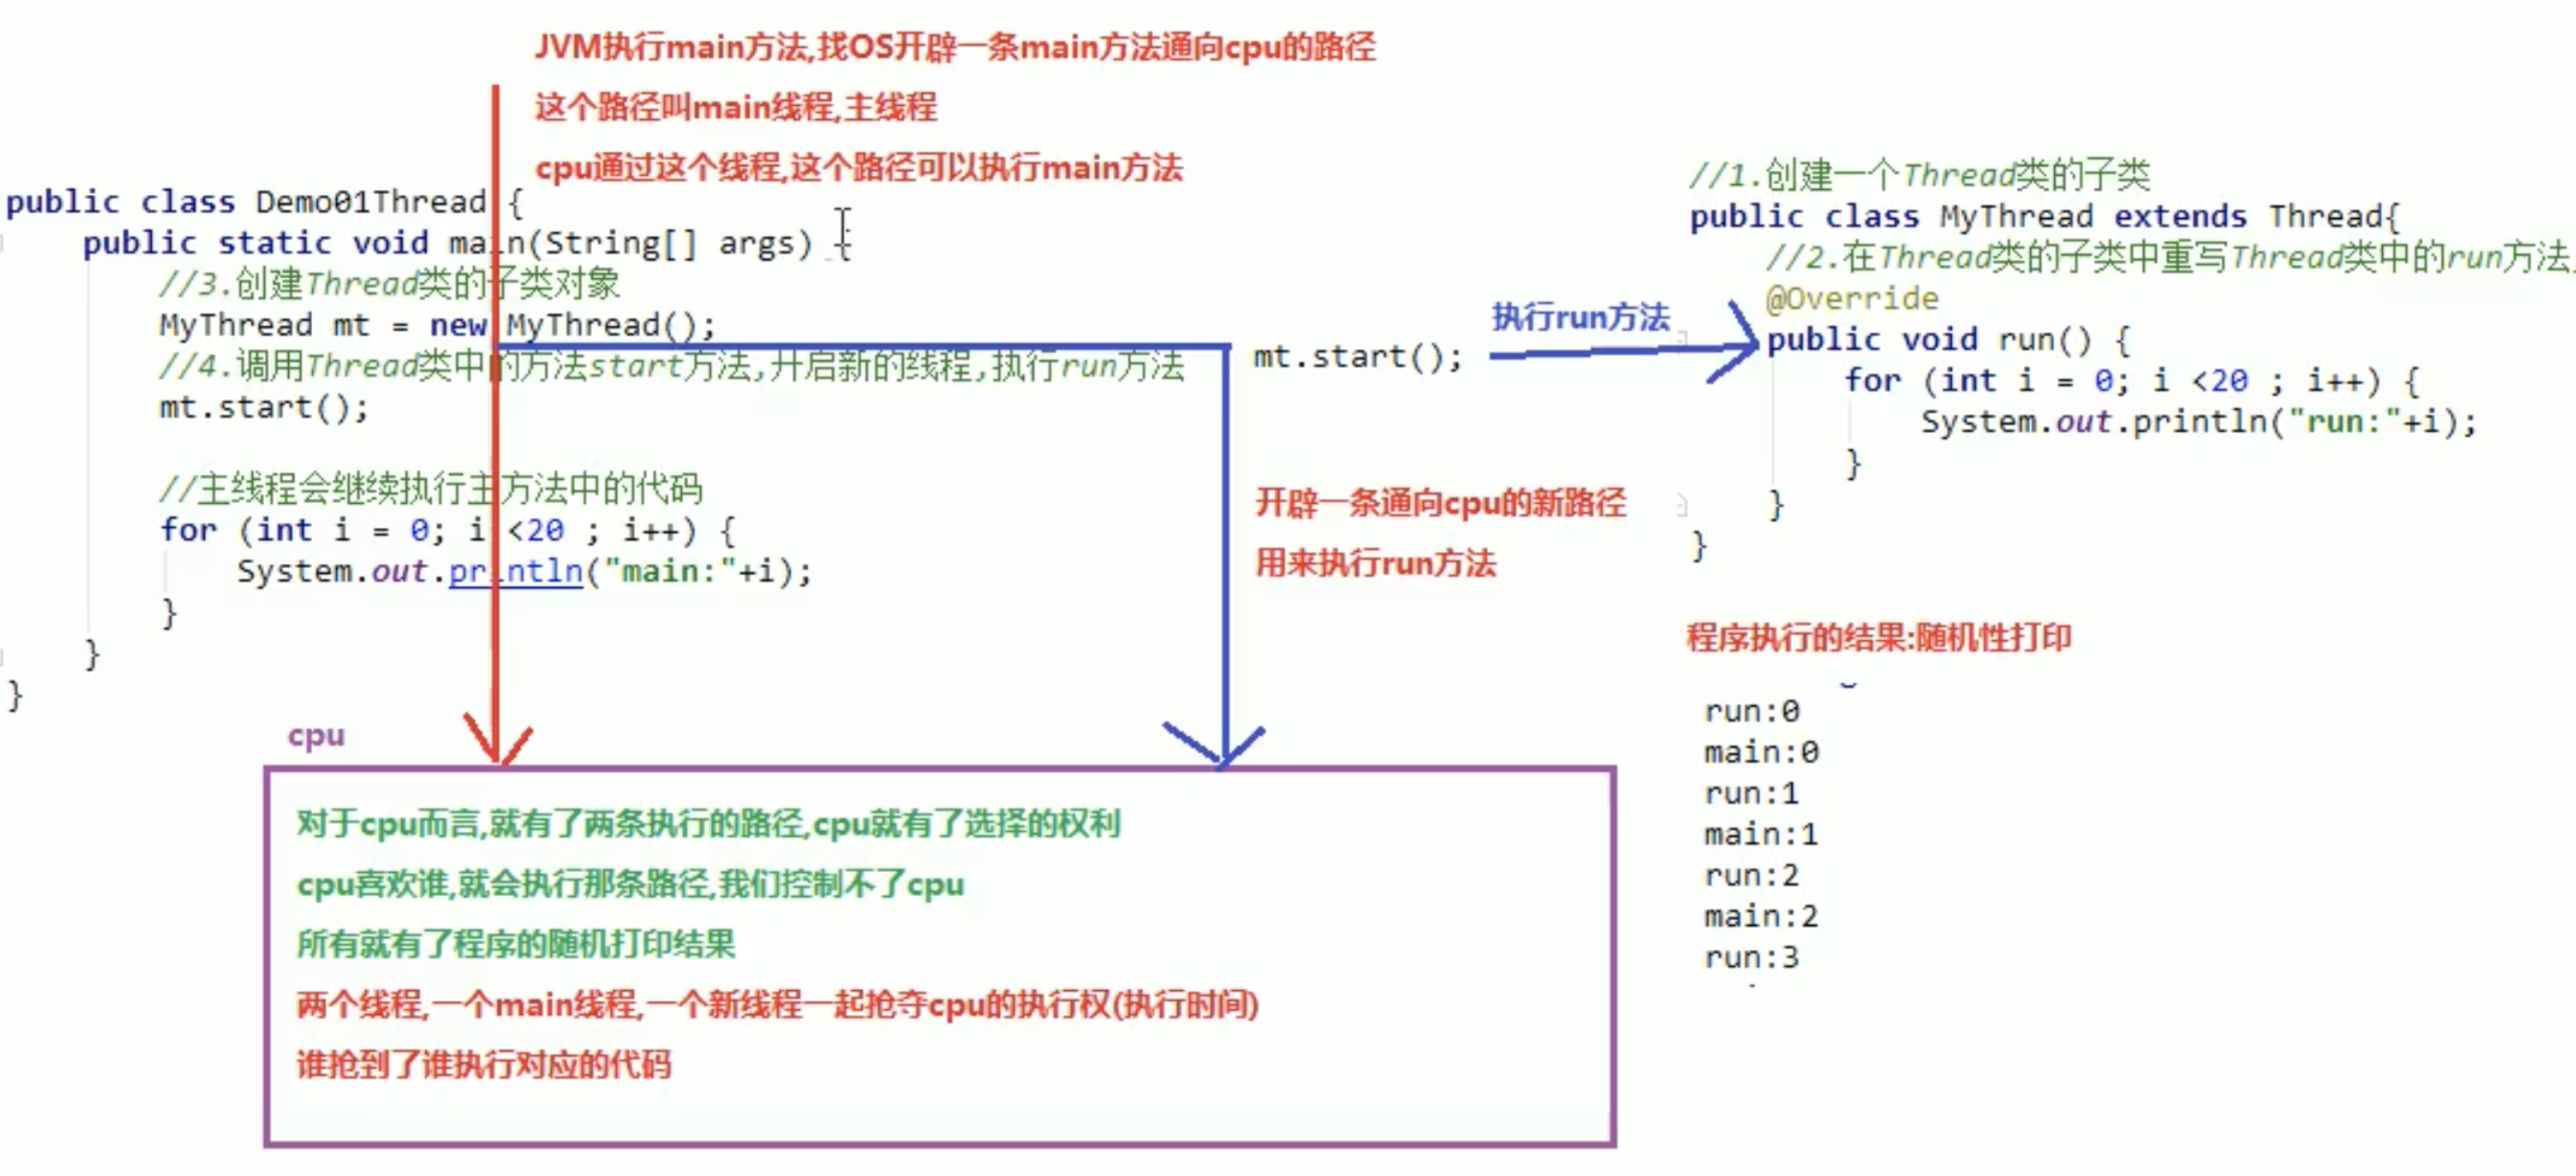 JVM执行main方法,找OS开辟一条main方法通向cpu的路径
这个路径叫main线程,主线程
cpu通过这个线程,这个路径可以执行main方法
public class Demo01Thread {
public static void main(String[] args) {
//3.创建Thread类的子类对象
MyThread mt = new MyThread();
//4.调用Thread类中的方法start方法,开启新的线程,执行run方法
mt.start();
//主线程会继续执行主方法中的代码
for (int i = 0; i <20 ; i++) {
System.out.println("main:"+i);
}
}
}
mt.start();
执行run方法
开辟一条通向cpu的新路径
用来执行run方法
//1.创建一个Thread类的子类
public class MyThread extends Thread{
//2.在Thread类的子类中重写Thread类中的run方法,
@Override
public void run() {
for (int i = 0; i <20 ; i++) {
System.out.println("run:"+i);
}
}
}
程序执行的结果:随机性打印
run:0
main:0
run:1
main:1
run:2
main:2
run:3
cpu
对于cpu而言,就有了两条执行的路径,cpu就有了选择的权利
cpu喜欢谁,就会执行那条路径,我们控制不了cpu
所有就有了程序的随机打印结果
两个线程,一个main线程,一个新线程一起抢夺cpu的执行权(执行时间)
谁抢到了谁执行对应的代码